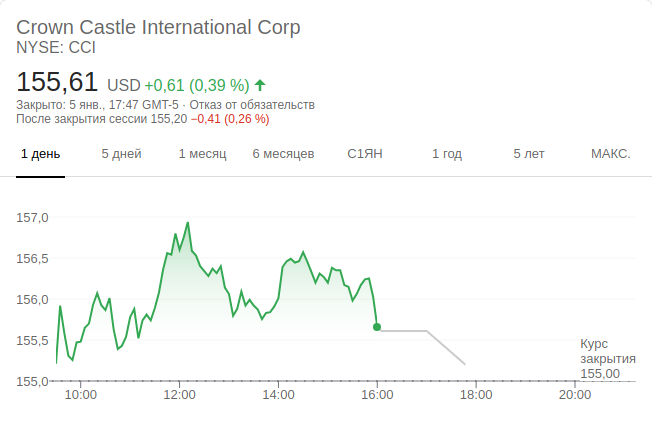 Crown Castle International Corp
NYSE: CCI
155,61 USD +0,61 (0,39 %)
Закрыто: 5 янв., 17:47 GMT-5 · Отказ от обязательств
После закрытия сессии 155,20 −0,41 (0,26 %)
1 день 5 дней 1 месяц 6 месяцев С1ЯН 1 год 5 лет МАКС.
157,0
156,5
156,0
155,5
155,0
Курс
закрытия
155,00
10:00 12:00 14:00 16:00 18:00 20:00